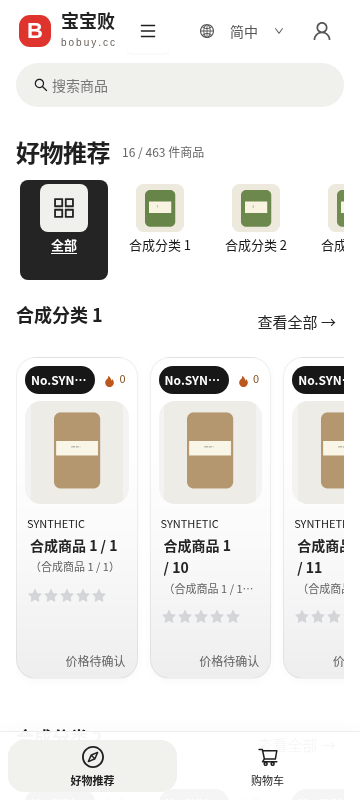 B 宝宝败
bobuy.cc
简中
搜索商品
好物推荐 16 / 463 件商品
全部
合成分类 1
合成分类 2
合成
合成分类 1
查看全部 →
No.SYN…
0
No.SYN…
0
No.SYN…
SYNTHETIC
合成商品 1 / 1
（合成商品 1 / 1）
价格待确认
SYNTHETIC
合成商品 1
/ 10
（合成商品 1 / 1…
价格待确认
SYNTHETIC
合成商品
/ 11
（合成商品
价
查看全部 →
好物推荐
购物车